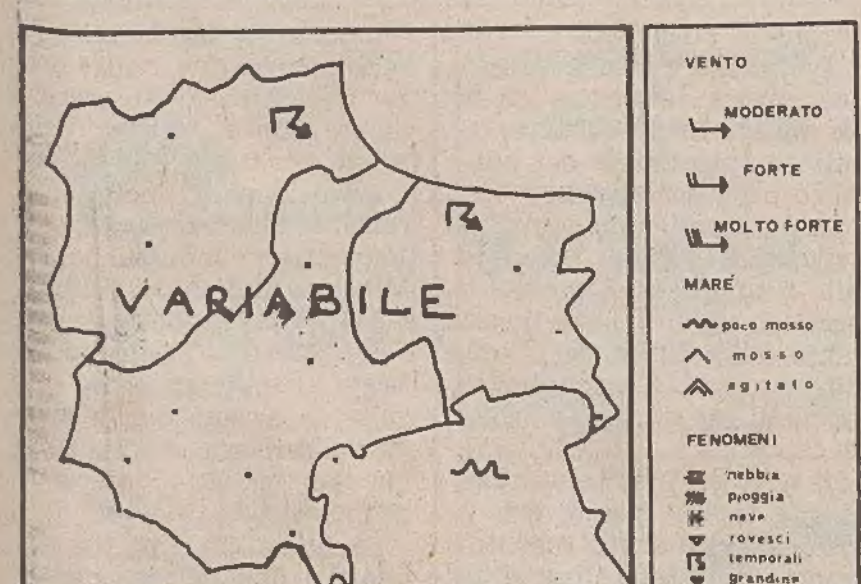 VARIABILE
VENTO
MODERATO
FORTE
MOLTO FORTE
MARE
poco mosso
mosso
agitato
FENOMENI
nebbia
pioggia
neve
rovesci
temporali
grandine